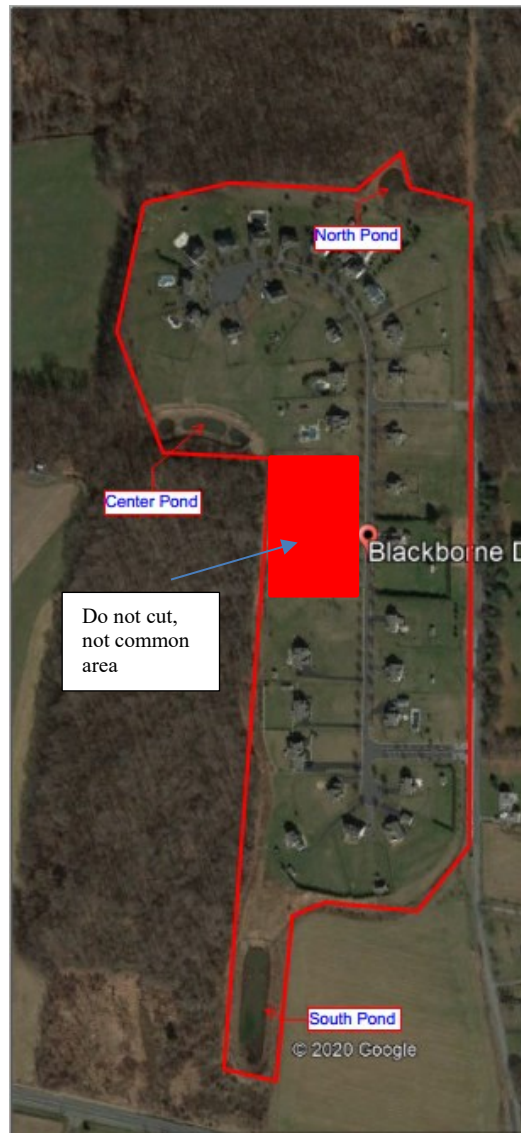 North Pond
Center Pond
Blackborne D
Do not cut,
not common
area
South Pond
© 2020 Google